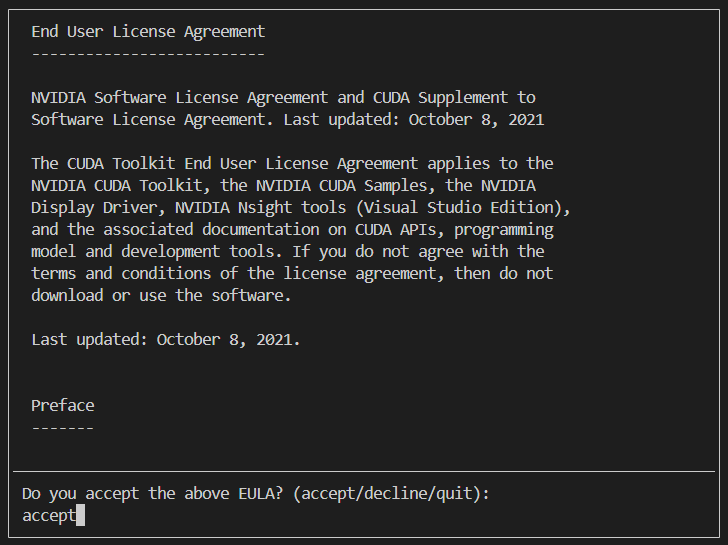 End User License Agreement
--------------------------
NVIDIA Software License Agreement and CUDA Supplement to
Software License Agreement. Last updated: October 8, 2021
The CUDA Toolkit End User License Agreement applies to the
NVIDIA CUDA Toolkit, the NVIDIA CUDA Samples, the NVIDIA
Display Driver, NVIDIA Nsight tools (Visual Studio Edition),
and the associated documentation on CUDA APIs, programming
model and development tools. If you do not agree with the
terms and conditions of the license agreement, then do not
download or use the software.
Last updated: October 8, 2021.
Preface
-------
Do you accept the above EULA? (accept/decline/quit):
accept